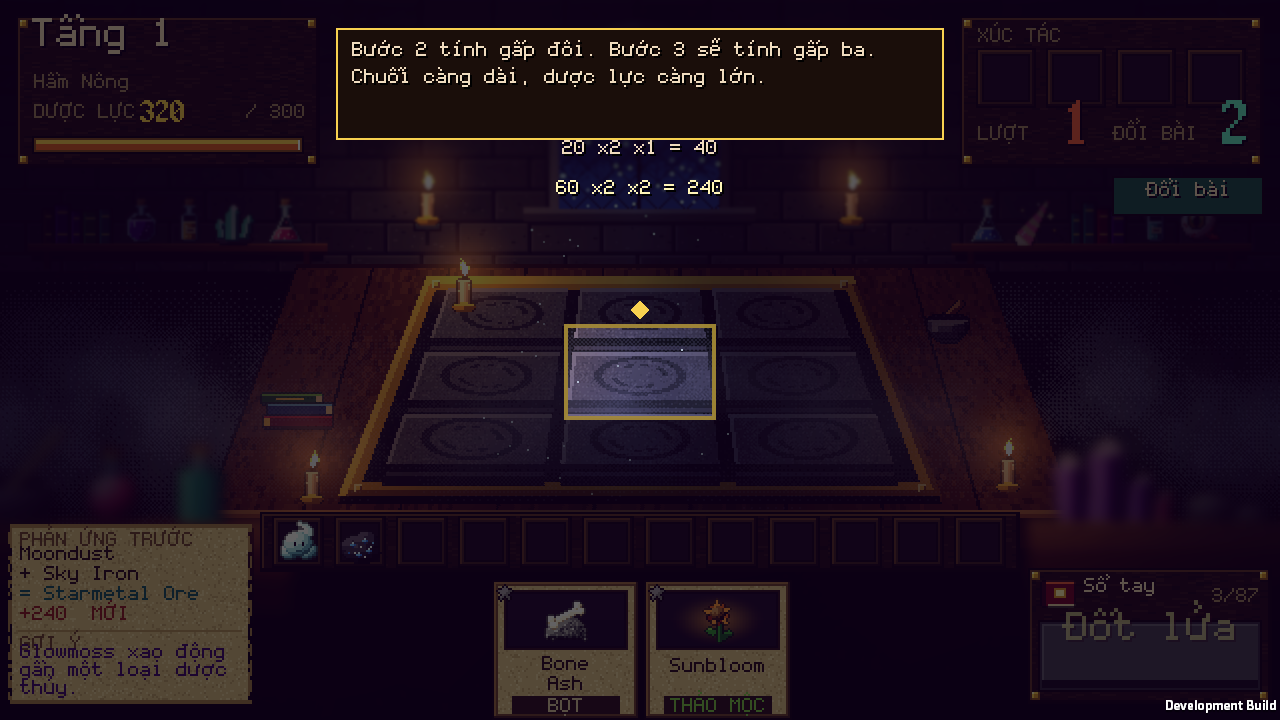 Tầng 1
Hầm Nông
DƯỢC LỰC 320 / 300
Bước 2 tính gấp đôi. Bước 3 sẽ tính gấp ba.
Chuỗi càng dài, dược lực càng lớn.
20 x2 x1 = 40
60 x2 x2 = 240
XÚC TÁC
LƯỢT 1 ĐỔI BÀI 2
Đổi bài
PHẢN ỨNG TRƯỚC
Moondust
+ Sky Iron
= Starmetal Ore
+240 MỚI
GỢI Ý
Glowmoss xao động
gần một loại dược
thủy.
Bone
Ash
BỘT
Sunbloom
THẢO MỘC
Sổ tay
3/87
Đốt lửa
Development Build